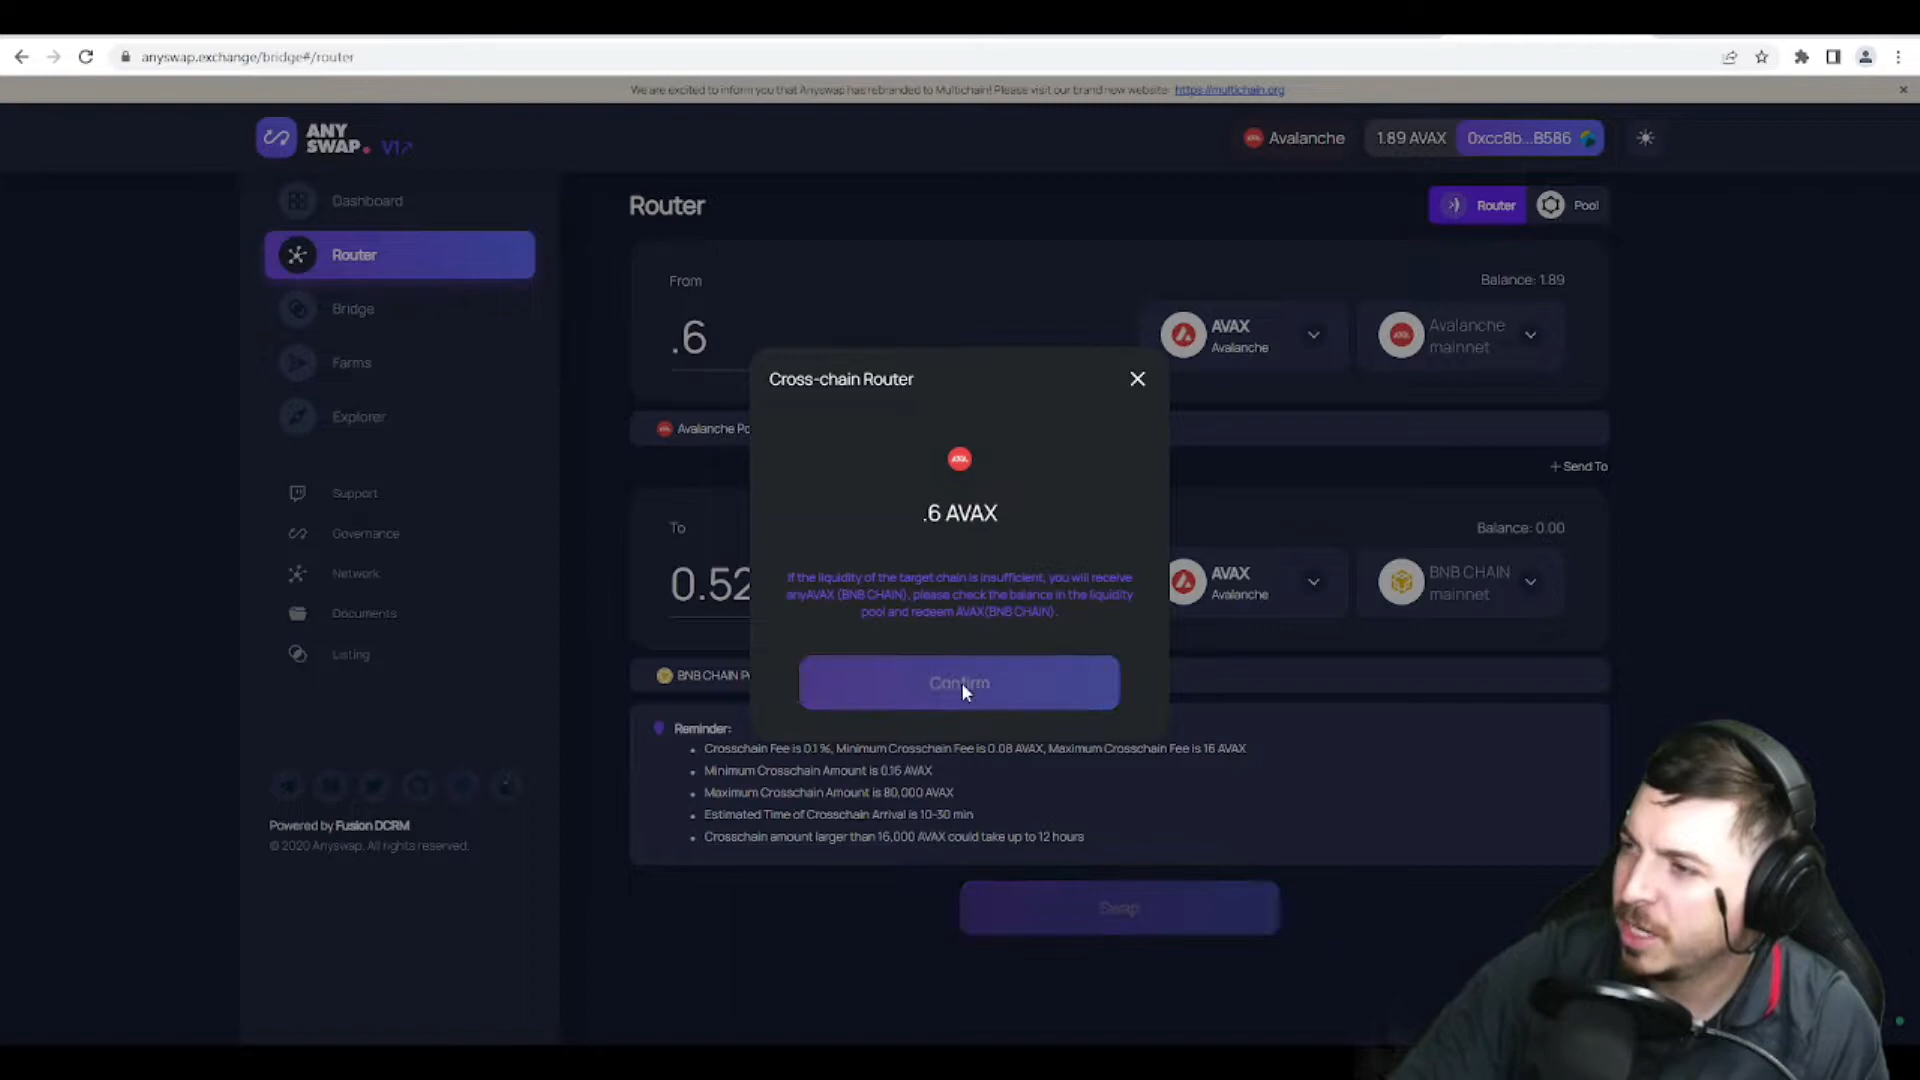 anyswap.exchange/bridge#/router
We are excited to inform you that Anyswap has rebranded to Multichain! Please visit our brand new website: https://multichain.org
ANY
SWAP. V1↗
Avalanche
1.89 AVAX
0xcc8b...B586
Dashboard
Router
Bridge
Farms
Explorer
Support
Governance
Network
Documents
Listing
Powered by Fusion DCRM
© 2020 Anyswap. All rights reserved.
Router
Router
Pool
From
Balance: 1.89
.6
AVAX
Avalanche
Avalanche
mainnet
Avalanche
+ Send To
To
Balance: 0.00
0.52
AVAX
Avalanche
BNB CHAIN
mainnet
BNB CHAIN
Cross-chain Router
.6 AVAX
If the liquidity of the target chain is insufficient, you will receive
anyAVAX (BNB CHAIN), please check the balance in the liquidity
pool and redeem AVAX(BNB CHAIN).
Confirm
Reminder:
Crosschain Fee is 0.1 %, Minimum Crosschain Fee is 0.08 AVAX, Maximum Crosschain Fee is 16 AVAX
Minimum Crosschain Amount is 0.16 AVAX
Maximum Crosschain Amount is 80,000 AVAX
Estimated Time of Crosschain Arrival is 10-30 min
Crosschain amount larger than 16,000 AVAX could take up to 12 hours
Swap